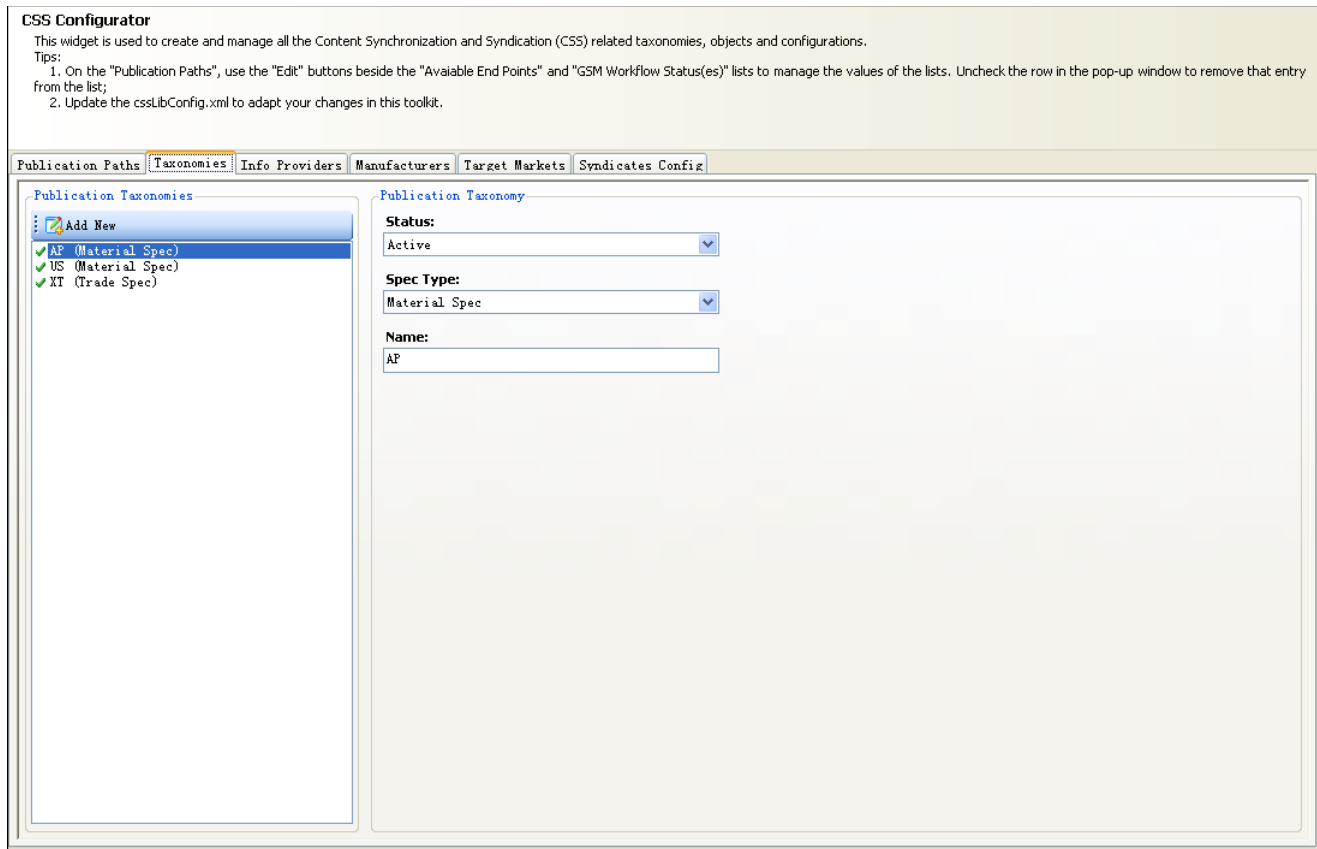 CSS Configurator
This widget is used to create and manage all the Content Synchronization and Syndication (CSS) related taxonomies, objects and configurations.
Tips:
1. On the "Publication Paths", use the "Edit" buttons beside the "Avaiable End Points" and "GSM Workflow Status(es)" lists to manage the values of the lists. Uncheck the row in the pop-up window to remove that entry
from the list;
2. Update the cssLibConfig.xml to adapt your changes in this toolkit.
Publication Paths Taxonomies Info Providers Manufacturers Target Markets Syndicates Config
Publication Taxonomies
Add New
AP (Material Spec)
US (Material Spec)
XT (Trade Spec)
Publication Taxonomy
Status:
Active
Spec Type:
Material Spec
Name:
AP